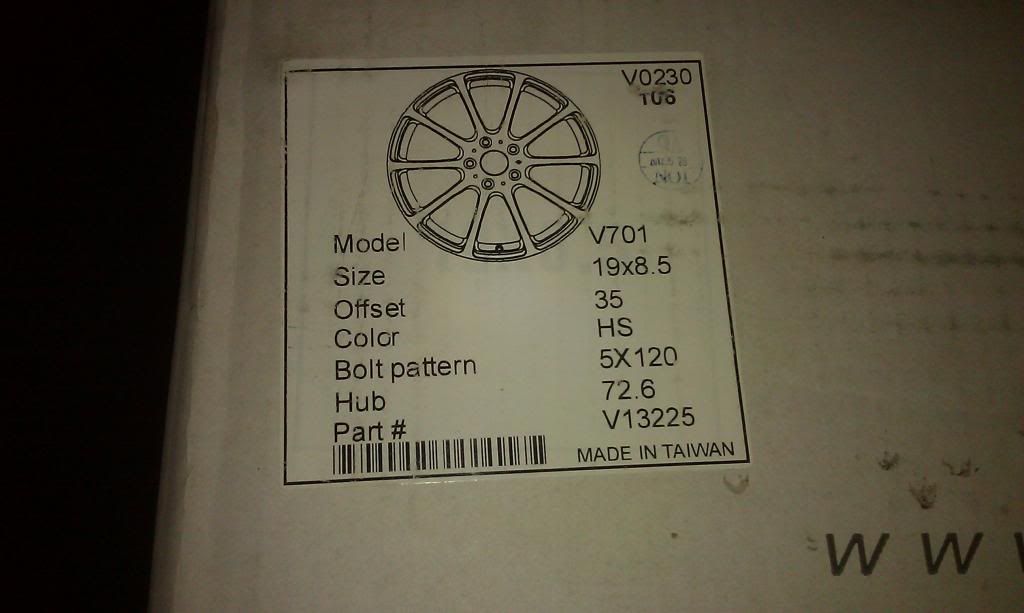 V0230
106
Model V701
Size 19x8.5
Offset 35
Color HS
Bolt pattern 5X120
Hub 72.6
Part # V13225
MADE IN TAIWAN
W W